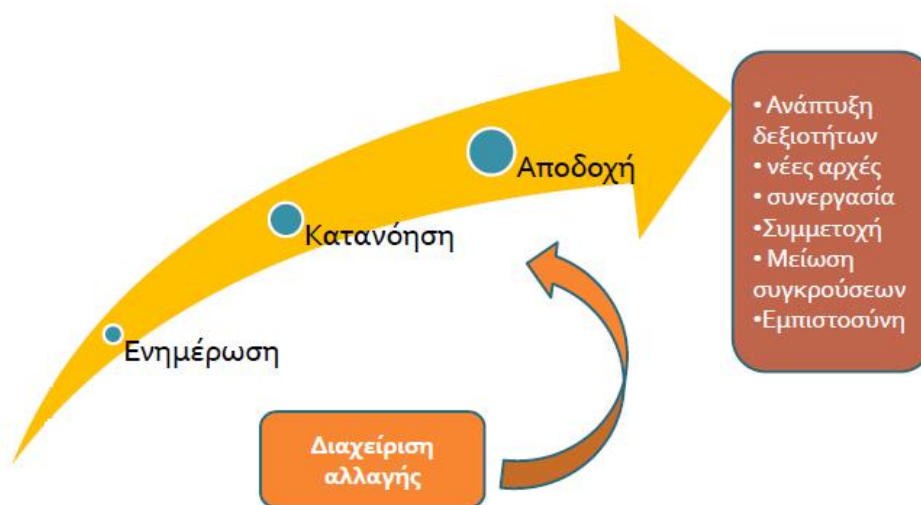 Ενημέρωση
Κατανόηση
Αποδοχή
Διαχείριση
αλλαγής
• Ανάπτυξη
δεξιοτήτων
• νέες αρχές
• συνεργασία
•Συμμετοχή
• Μείωση
συγκρούσεων
•Εμπιστοσύνη